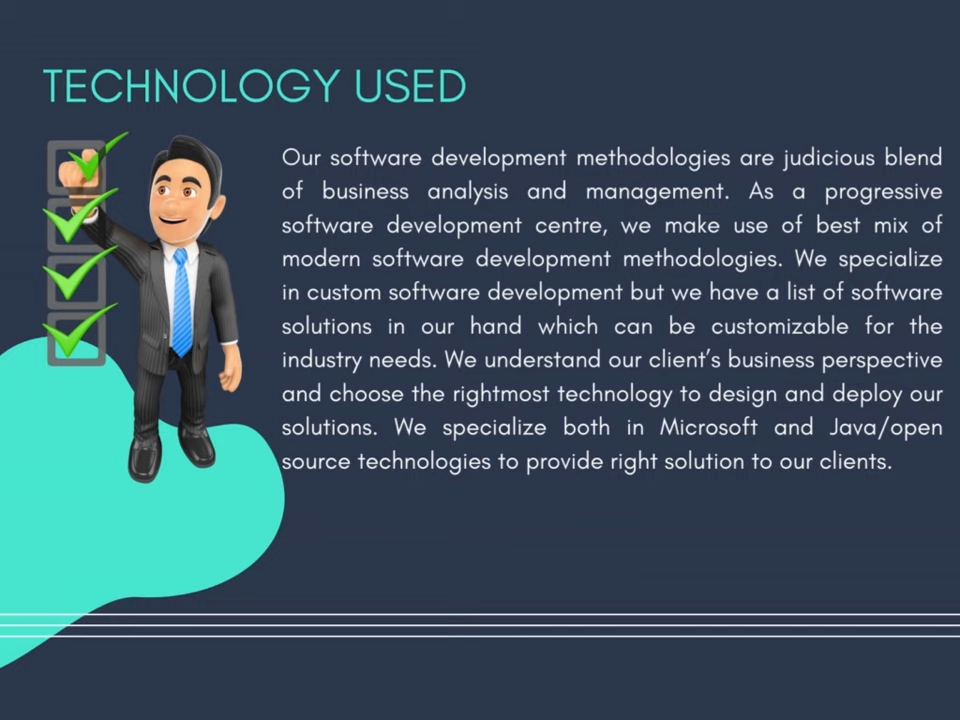 TECHNOLOGY USED
Our software development methodologies are judicious blend
of business analysis and management. As a progressive
software development centre, we make use of best mix of
modern software development methodologies. We specialize
in custom software development but we have a list of software
solutions in our hand which can be customizable for the
industry needs. We understand our client’s business perspective
and choose the rightmost technology to design and deploy our
solutions. We specialize both in Microsoft and Java/open
source technologies to provide right solution to our clients.